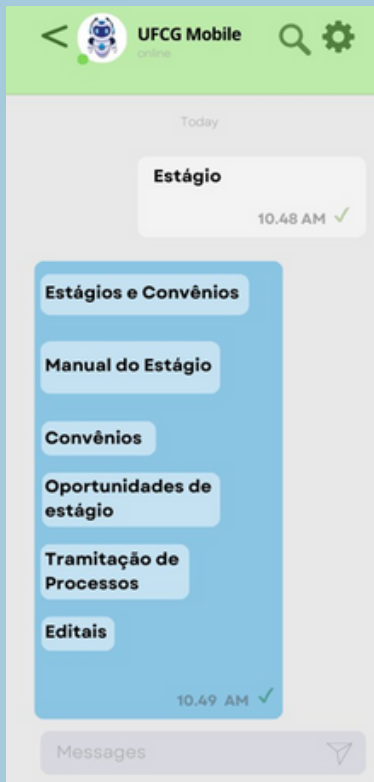 UFCG Mobile
online
Today
Estágio
10.48 AM
Estágios e Convênios
Manual do Estágio
Convênios
Oportunidades de
estágio
Tramitação de
Processos
Editais
10.49 AM
Messages